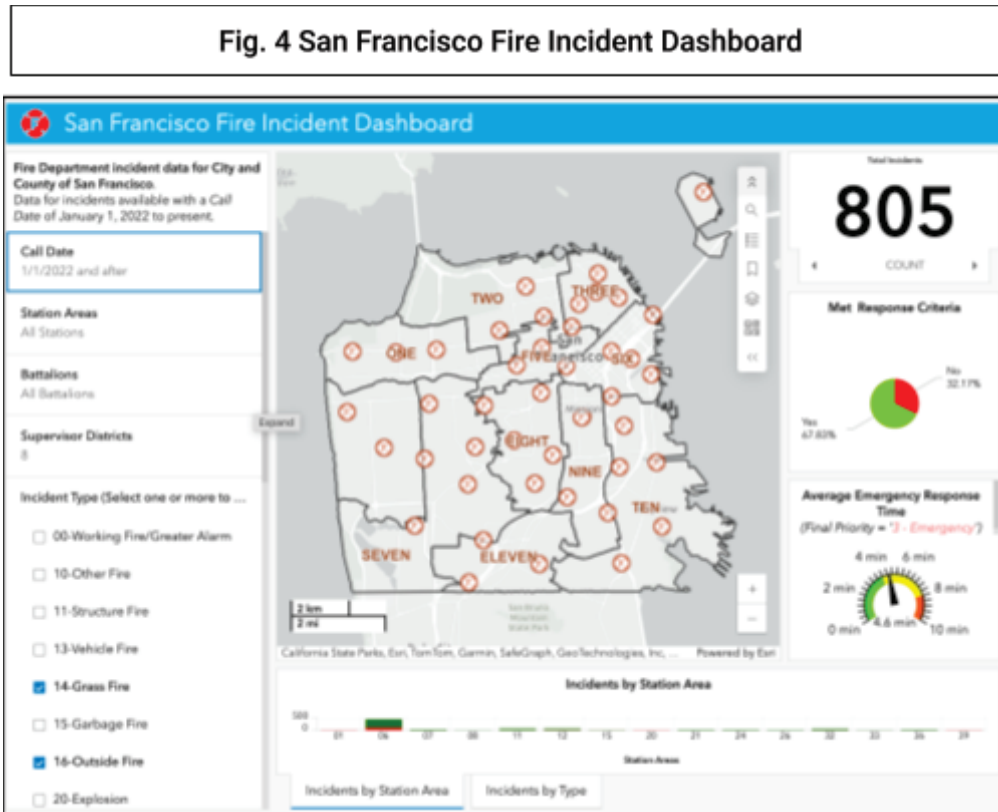 Fig. 4 San Francisco Fire Incident Dashboard
San Francisco Fire Incident Dashboard
Fire Department incident data for City and
County of San Francisco.
Data for incidents available with a Call
Date of January 1, 2022 to present.
Call Date
1/1/2022 and after
Station Areas
All Stations
Battalions
All Battalions
Supervisor Districts
8
Incident Type (Select one or more to ...
00-Working Fire/Greater Alarm
10-Other Fire
11-Structure Fire
13-Vehicle Fire
14-Grass Fire
15-Garbage Fire
16-Outside Fire
20-Explosion
Expand
TWO
THREE
San
ONE
FIVE
SIX
EIGHT
NINE
TEN
SEVEN
ELEVEN
San Bruno
Mountain
State Park
2 km
2 mi
California State Parks, Esri, TomTom, Garmin, SafeGraph, GeoTechnologies, Inc, ...
Powered by Esri
Total Incidents
805
COUNT
Met Response Criteria
No
32.17%
Yes
67.83%
Average Emergency Response
Time
(Final Priority = "3 - Emergency")
4 min 6 min
2 min 8 min
0 min 4.6 min 10 min
Incidents by Station Area
500
0
01 06 07 08 11 12 15 20 21 24 26 32 33 36 39
Station Areas
Incidents by Station Area
Incidents by Type